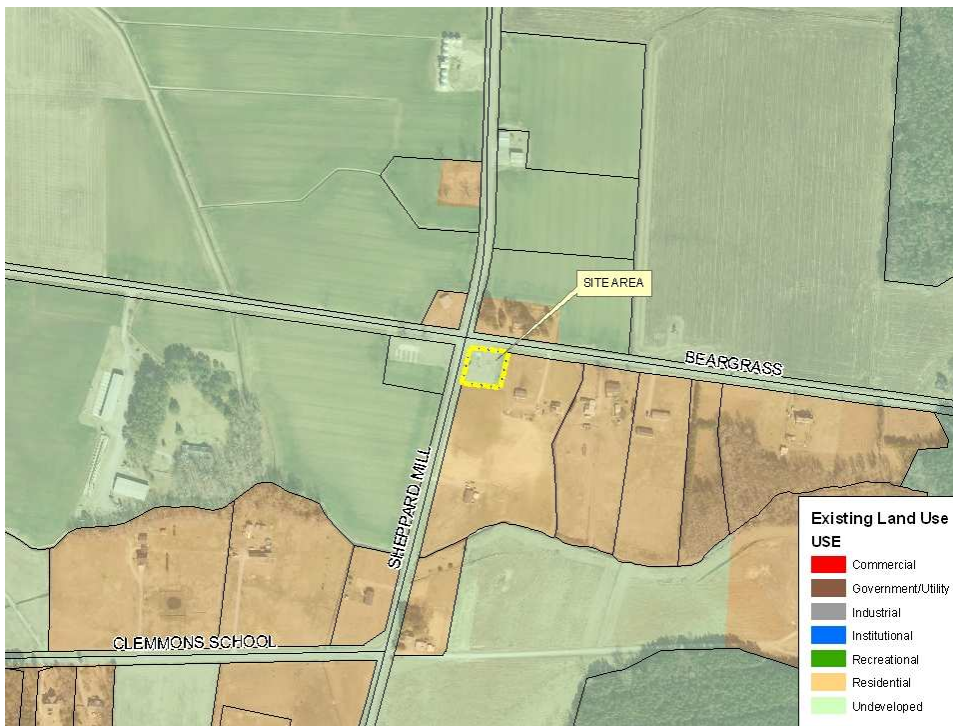 SITE AREA
BEARGRASS
SHEPPARD MILL
CLEMMONS SCHOOL
Existing Land Use
USE
Commercial
Government/Utility
Industrial
Institutional
Recreational
Residential
Undeveloped